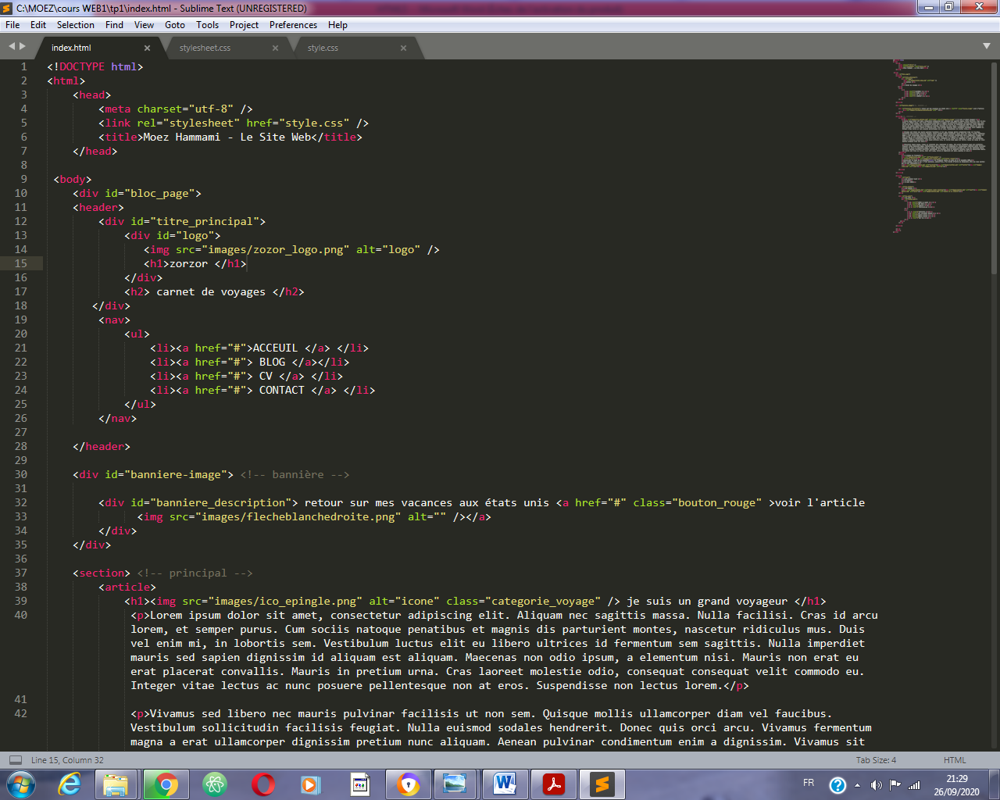 C:\MOEZ\cours WEB1\tp1\index.html - Sublime Text (UNREGISTERED)
File Edit Selection Find View Goto Tools Project Preferences Help
index.html stylesheet.css style.css
1 <!DOCTYPE html>
2 <html>
3 <head>
4 <meta charset="utf-8" />
5 <link rel="stylesheet" href="style.css" />
6 <title>Moez Hammami - Le Site Web</title>
7 </head>
8
9 <body>
10 <div id="bloc_page">
11 <header>
12 <div id="titre_principal">
13 <div id="logo">
14 <img src="images/zozor_logo.png" alt="logo" />
15 <h1>zorzor </h1>
16 </div>
17 <h2> carnet de voyages </h2>
18 </div>
19 <nav>
20 <ul>
21 <li><a href="#">ACCEUIL </a> </li>
22 <li><a href="#"> BLOG </a></li>
23 <li><a href="#"> CV </a> </li>
24 <li><a href="#"> CONTACT </a> </li>
25 </ul>
26 </nav>
27
28 </header>
29
30 <div id="banniere-image"> <!-- bannière -->
31
32 <div id="banniere_description"> retour sur mes vacances aux états unis <a href="#" class="bouton_rouge" >voir l'article
33 <img src="images/flecheblanchedroite.png" alt="" /></a>
34 </div>
35 </div>
36
37 <section> <!-- principal -->
38 <article>
39 <h1><img src="images/ico_epingle.png" alt="icone" class="categorie_voyage" /> je suis un grand voyageur </h1>
40 <p>Lorem ipsum dolor sit amet, consectetur adipiscing elit. Aliquam nec sagittis massa. Nulla facilisi. Cras id arcu
lorem, et semper purus. Cum sociis natoque penatibus et magnis dis parturient montes, nascetur ridiculus mus. Duis
vel enim mi, in lobortis sem. Vestibulum luctus elit eu libero ultrices id fermentum sem sagittis. Nulla imperdiet
mauris sed sapien dignissim id aliquam est aliquam. Maecenas non odio ipsum, a elementum nisi. Mauris non erat eu
erat placerat convallis. Mauris in pretium urna. Cras laoreet molestie odio, consequat consequat velit commodo eu.
Integer vitae lectus ac nunc posuere pellentesque non at eros. Suspendisse non lectus lorem.</p>
41
42 <p>Vivamus sed libero nec mauris pulvinar facilisis ut non sem. Quisque mollis ullamcorper diam vel faucibus.
Vestibulum sollicitudin facilisis feugiat. Nulla euismod sodales hendrerit. Donec quis orci arcu. Vivamus fermentum
magna a erat ullamcorper dignissim pretium nunc aliquam. Aenean pulvinar condimentum enim a dignissim. Vivamus sit
Line 15, Column 32 Tab Size: 4 HTML
FR 21:29
26/09/2020